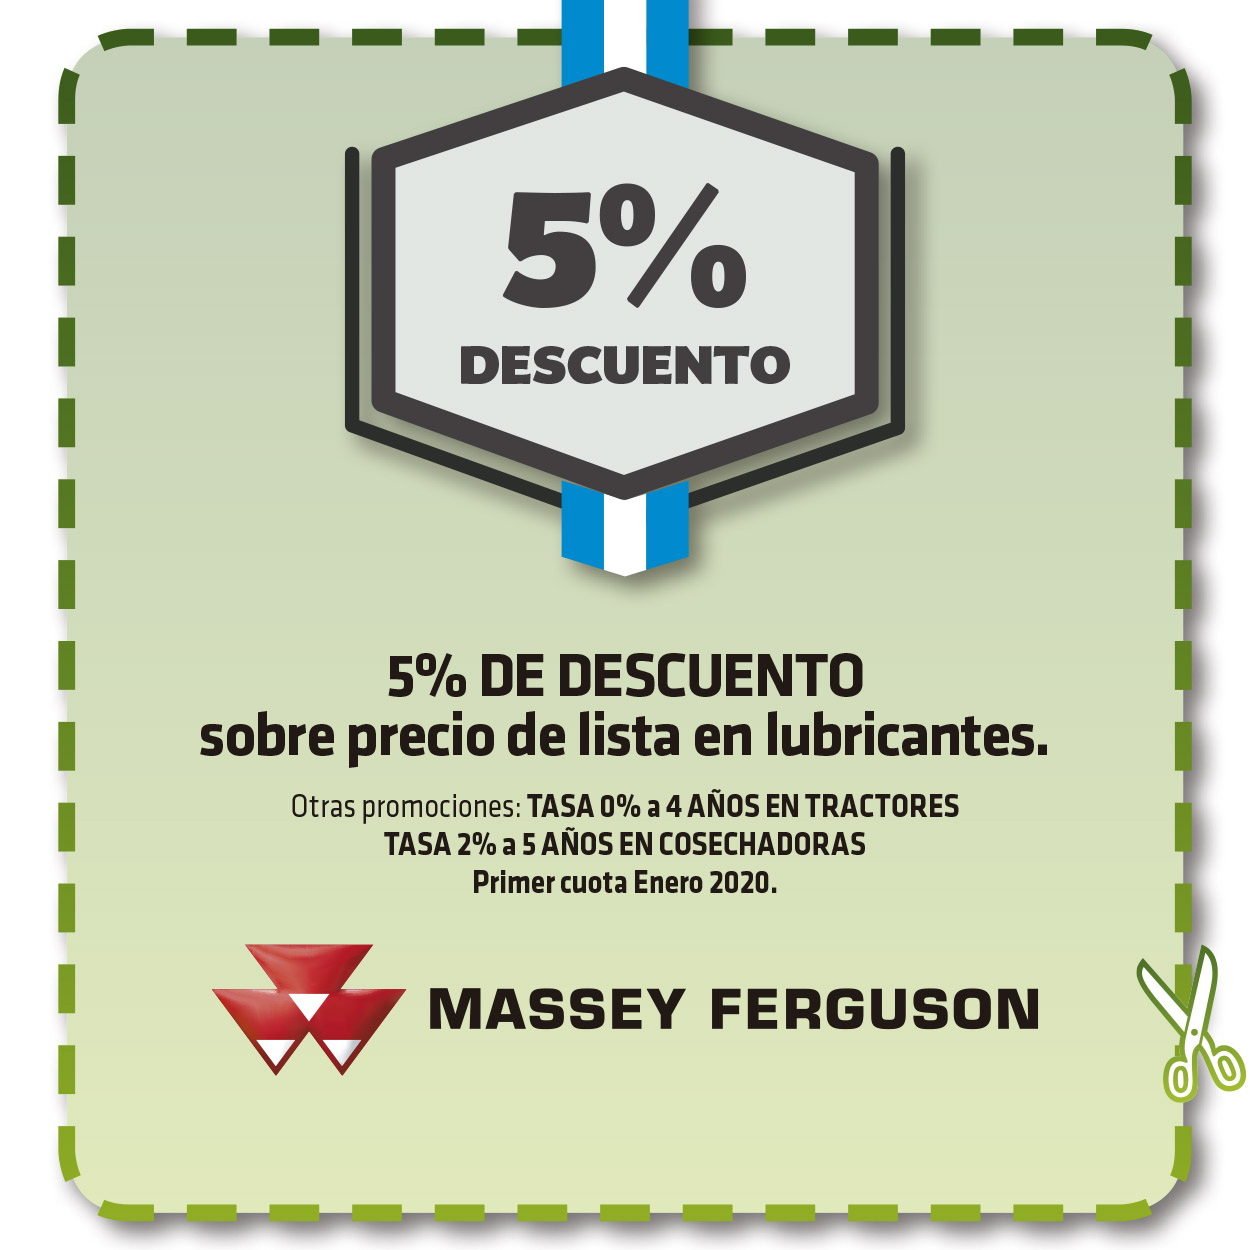 5%
DESCUENTO
5% DE DESCUENTO
sobre precio de lista en lubricantes.
Otras promociones: TASA 0% a 4 AÑOS EN TRACTORES
TASA 2% a 5 AÑOS EN COSECHADORAS
Primer cuota Enero 2020.
MASSEY FERGUSON